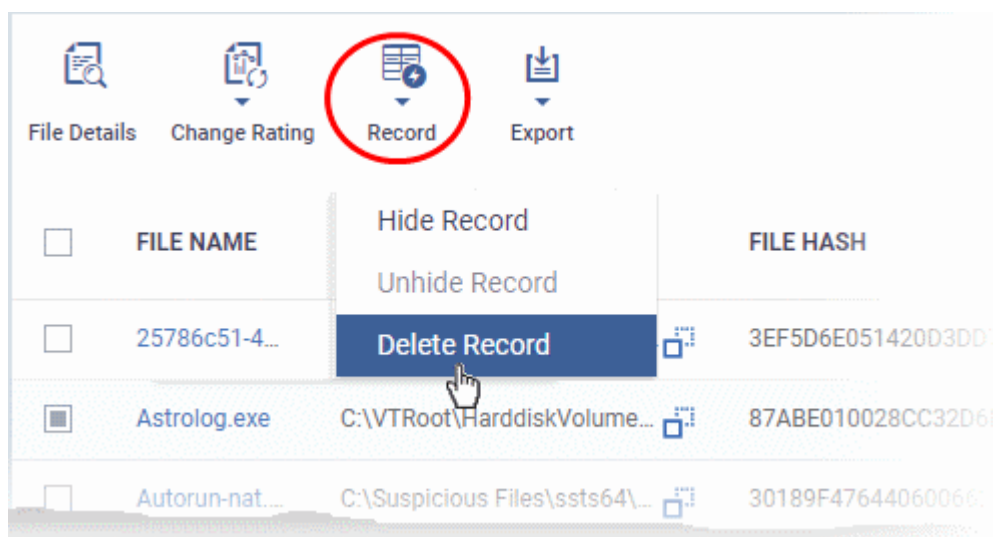 File Details Change Rating Record Export
Hide Record
FILE NAME FILE HASH
Unhide Record
25786c51-4... Delete Record 3EF5D6E051420D3DD
Astrolog.exe C:\VTRoot\HarddiskVolume... 87ABE010028CC32D6
Autorun-nat.... C:\Suspicious Files\ssts64\... 30189F47644060066